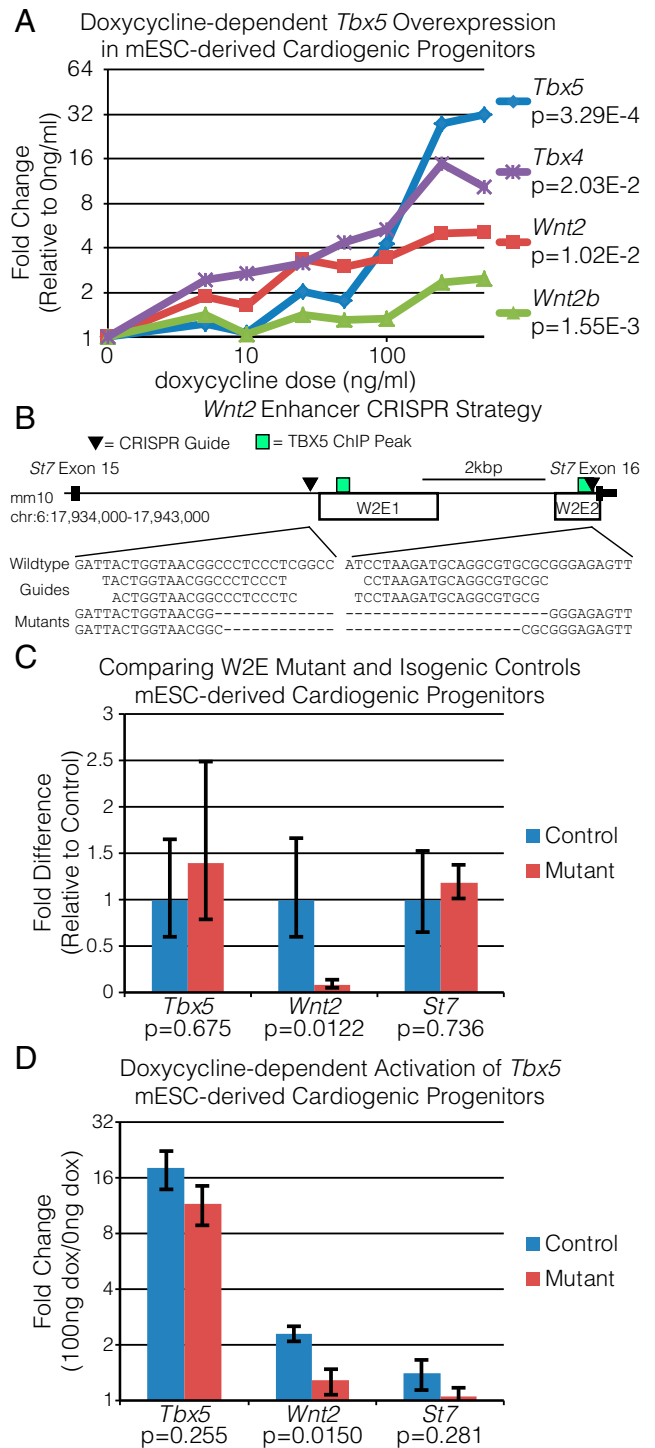 A
Doxycycline-dependent Tbx5 Overexpression
in mESC-derived Cardiogenic Progenitors
Fold Change
(Relative to 0ng/ml)
64
32
16
8
4
2
1
0
10
100
doxycycline dose (ng/ml)
Tbx5
p=3.29E-4
Tbx4
p=2.03E-2
Wnt2
p=1.02E-2
Wnt2b
p=1.55E-3
B
Wnt2 Enhancer CRISPR Strategy
= CRISPR Guide
= TBX5 ChIP Peak
St7 Exon 15
2kbp
St7 Exon 16
mm10
chr:6:17,934,000-17,943,000
W2E1
W2E2
Wildtype GATTACTGGTAACGGCCCTCCCTCGGCC ATCCTAAGATGCAGGCGTGCGCGGGAGAGTT
Guides
TACTGGTAACGGCCCTCCCT CCTAAGATGCAGGCGTGCGC
ACTGGTAACGGCCCTCCCTC TCCTAAGATGCAGGCGTGCG
Mutants
GATTACTGGTAACGG------------- ----------------------GGGAGAGTT
GATTACTGGTAACGGC------------ -------------------CGCGGGAGAGTT
C
Comparing W2E Mutant and Isogenic Controls
mESC-derived Cardiogenic Progenitors
Fold Difference
(Relative to Control)
3
2.5
2
1.5
1
0.5
0
Control
Mutant
Tbx5
p=0.675
Wnt2
p=0.0122
St7
p=0.736
D
Doxycycline-dependent Activation of Tbx5
mESC-derived Cardiogenic Progenitors
Fold Change
(100ng dox/0ng dox)
32
16
8
4
2
1
Control
Mutant
Tbx5
p=0.255
Wnt2
p=0.0150
St7
p=0.281